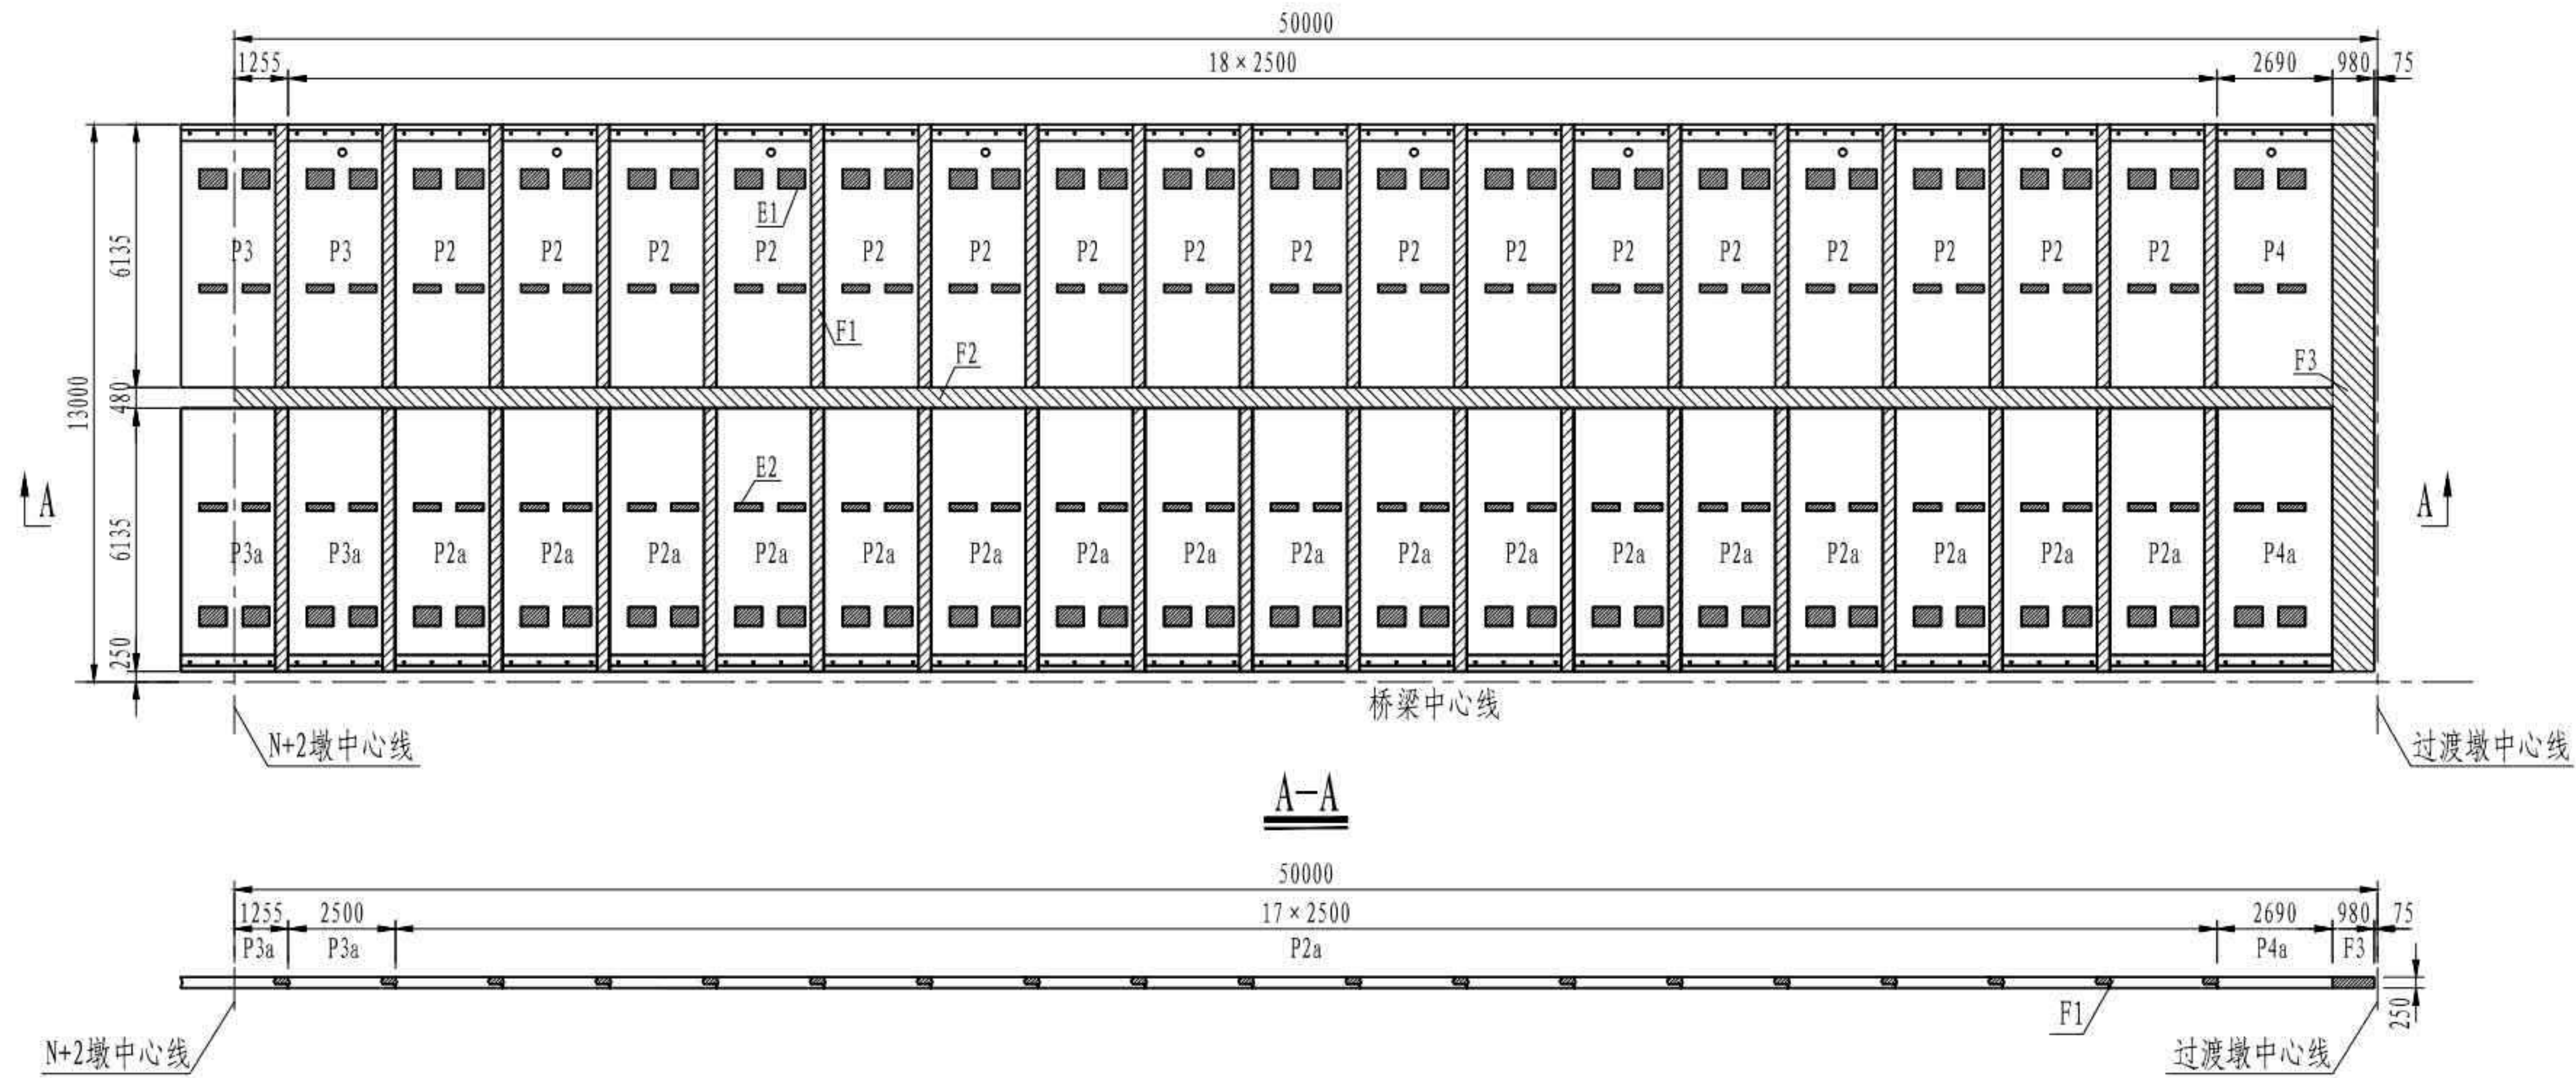 50000
1255 18×2500 2690 980 75
E1
6135 P3 P3 P2 P2 P2 P2 P2 P2 P2 P2 P2 P2 P2 P2 P2 P2 P2 P2 P2 P4
F1
F2
F3
13000 480
E2
A A
6135 P3a P3a P2a P2a P2a P2a P2a P2a P2a P2a P2a P2a P2a P2a P2a P2a P2a P2a P2a P4a
250
桥梁中心线
N+2墩中心线 过渡墩中心线
A-A
50000
1255 2500 17×2500 2690 980 75
P3a P3a P2a P4a F3
F1 250
N+2墩中心线 过渡墩中心线